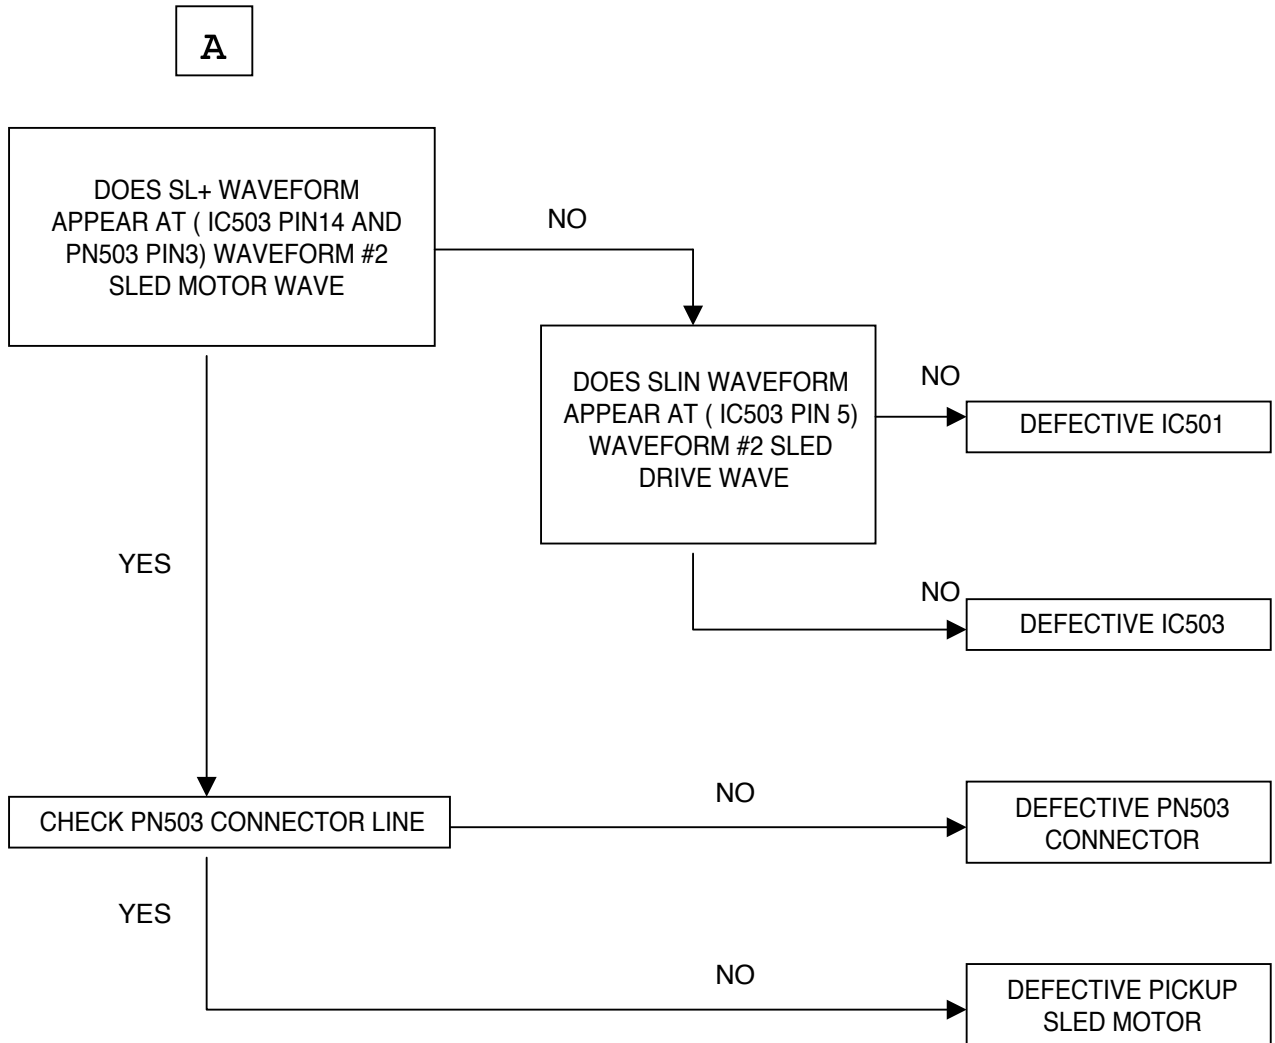 A
DOES SL+ WAVEFORM
APPEAR AT ( IC503 PIN14 AND
PN503 PIN3) WAVEFORM #2
SLED MOTOR WAVE
NO
DOES SLIN WAVEFORM
APPEAR AT ( IC503 PIN 5)
WAVEFORM #2 SLED
DRIVE WAVE
NO
DEFECTIVE IC501
YES
NO
DEFECTIVE IC503
CHECK PN503 CONNECTOR LINE
NO
DEFECTIVE PN503
CONNECTOR
YES
NO
DEFECTIVE PICKUP
SLED MOTOR